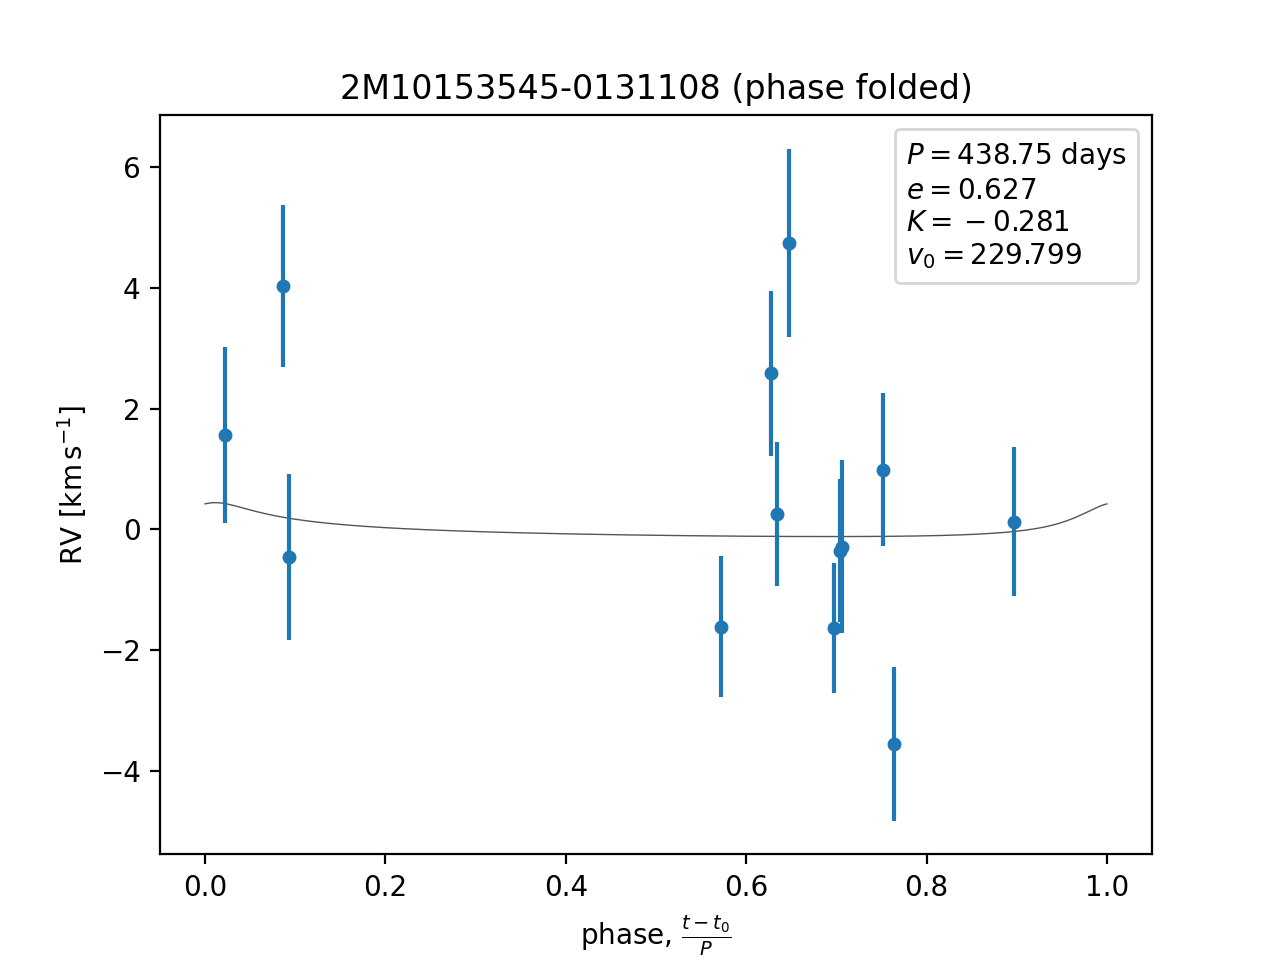 2M10153545-0131108 (phase folded)
P = 438.75 days
e = 0.627
K = −0.281
v₀ = 229.799
RV [km s⁻¹]
6
4
2
0
−2
−4
0.0 0.2 0.4 0.6 0.8 1.0
phase, (t − t₀)/P